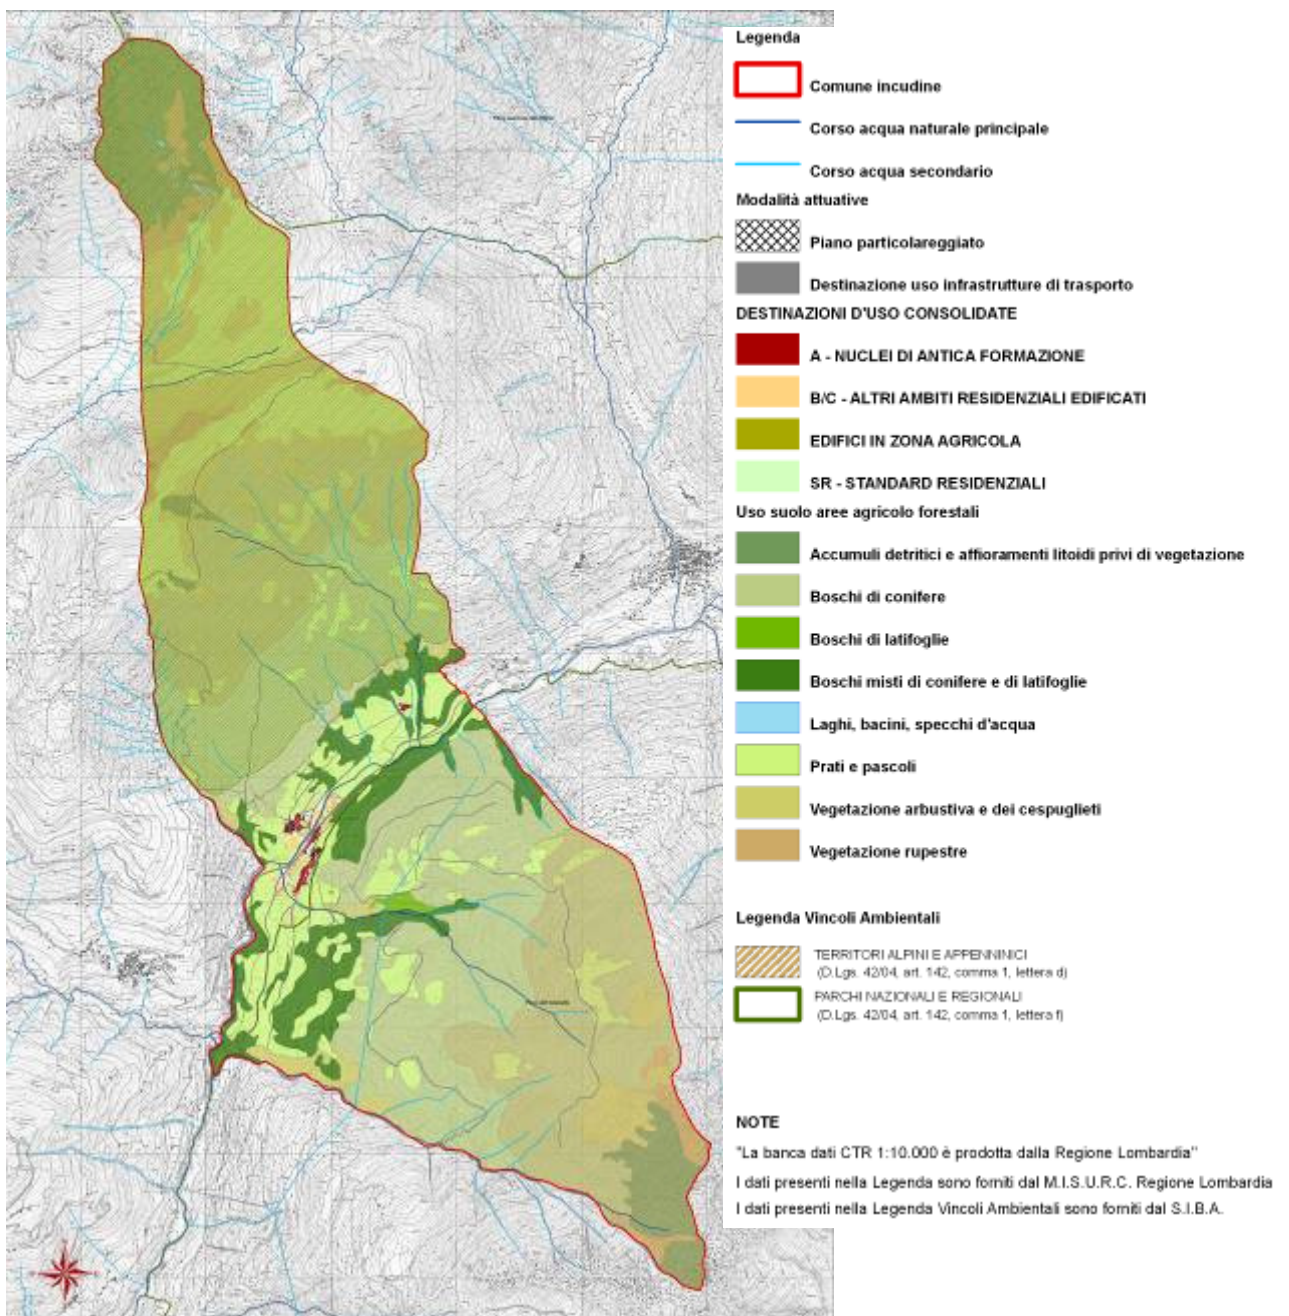 Legenda
Comune incudine
Corso acqua naturale principale
Corso acqua secondario
Modalità attuative
Piano particolareggiato
Destinazione uso infrastrutture di trasporto
DESTINAZIONI D'USO CONSOLIDATE
A - NUCLEI DI ANTICA FORMAZIONE
B/C - ALTRI AMBITI RESIDENZIALI EDIFICATI
EDIFICI IN ZONA AGRICOLA
SR - STANDARD RESIDENZIALI
Uso suolo aree agricolo forestali
Accumuli detritici e affioramenti litoidi privi di vegetazione
Boschi di conifere
Boschi di latifoglie
Boschi misti di conifere e di latifoglie
Laghi, bacini, specchi d'acqua
Prati e pascoli
Vegetazione arbustiva e dei cespuglieti
Vegetazione rupestre
Legenda Vincoli Ambientali
TERRITORI ALPINI E APPENNINICI
(D.Lgs. 42/04, art. 142, comma 1, lettera d)
PARCHI NAZIONALI E REGIONALI
(D.Lgs. 42/04, art. 142, comma 1, lettera f)
NOTE
"La banca dati CTR 1:10.000 è prodotta dalla Regione Lombardia"
I dati presenti nella Legenda sono forniti dal M.I.S.U.R.C. Regione Lombardia
I dati presenti nella Legenda Vincoli Ambientali sono forniti dal S.I.B.A.